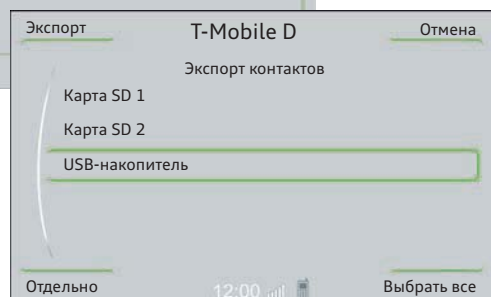 Экспорт T-Mobile D Отмена
Экспорт контактов
Карта SD 1
Карта SD 2
USB-накопитель
Отдельно 12:00 Выбрать все